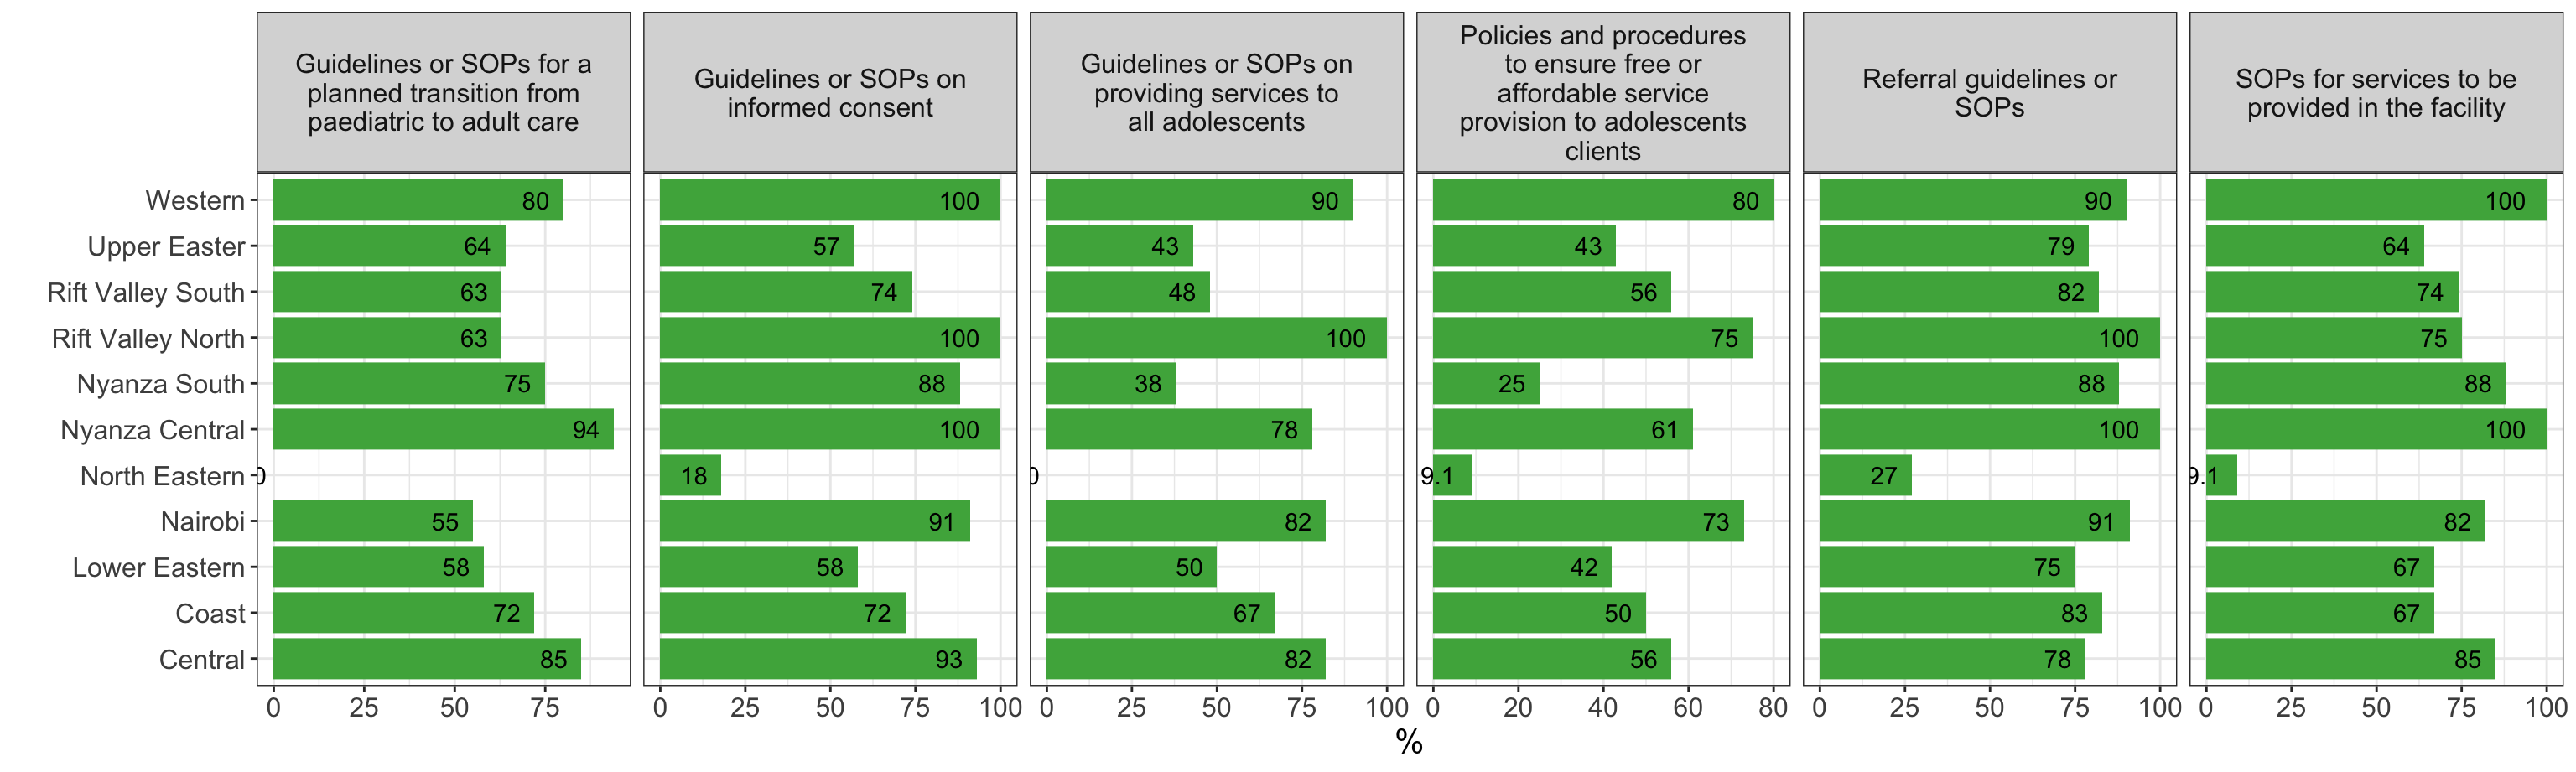 Guidelines or SOPs for a
planned transition from
paediatric to adult care
Guidelines or SOPs on
informed consent
Guidelines or SOPs on
providing services to
all adolescents
Policies and procedures
to ensure free or
affordable service
provision to adolescents
clients
Referral guidelines or
SOPs
SOPs for services to be
provided in the facility
Western 80 100 90 80 90 100
Upper Easter 64 57 43 43 79 64
Rift Valley South 63 74 48 56 82 74
Rift Valley North 63 100 100 75 100 75
Nyanza South 75 88 38 25 88 88
Nyanza Central 94 100 78 61 100 100
North Eastern 0 18 0 9.1 27 9.1
Nairobi 55 91 82 73 91 82
Lower Eastern 58 58 50 42 75 67
Coast 72 72 67 50 83 67
Central 85 93 82 56 78 85
0 25 50 75 0 25 50 75 100 0 25 50 75 100 0 20 40 60 80 0 25 50 75 100 0 25 50 75 100
%